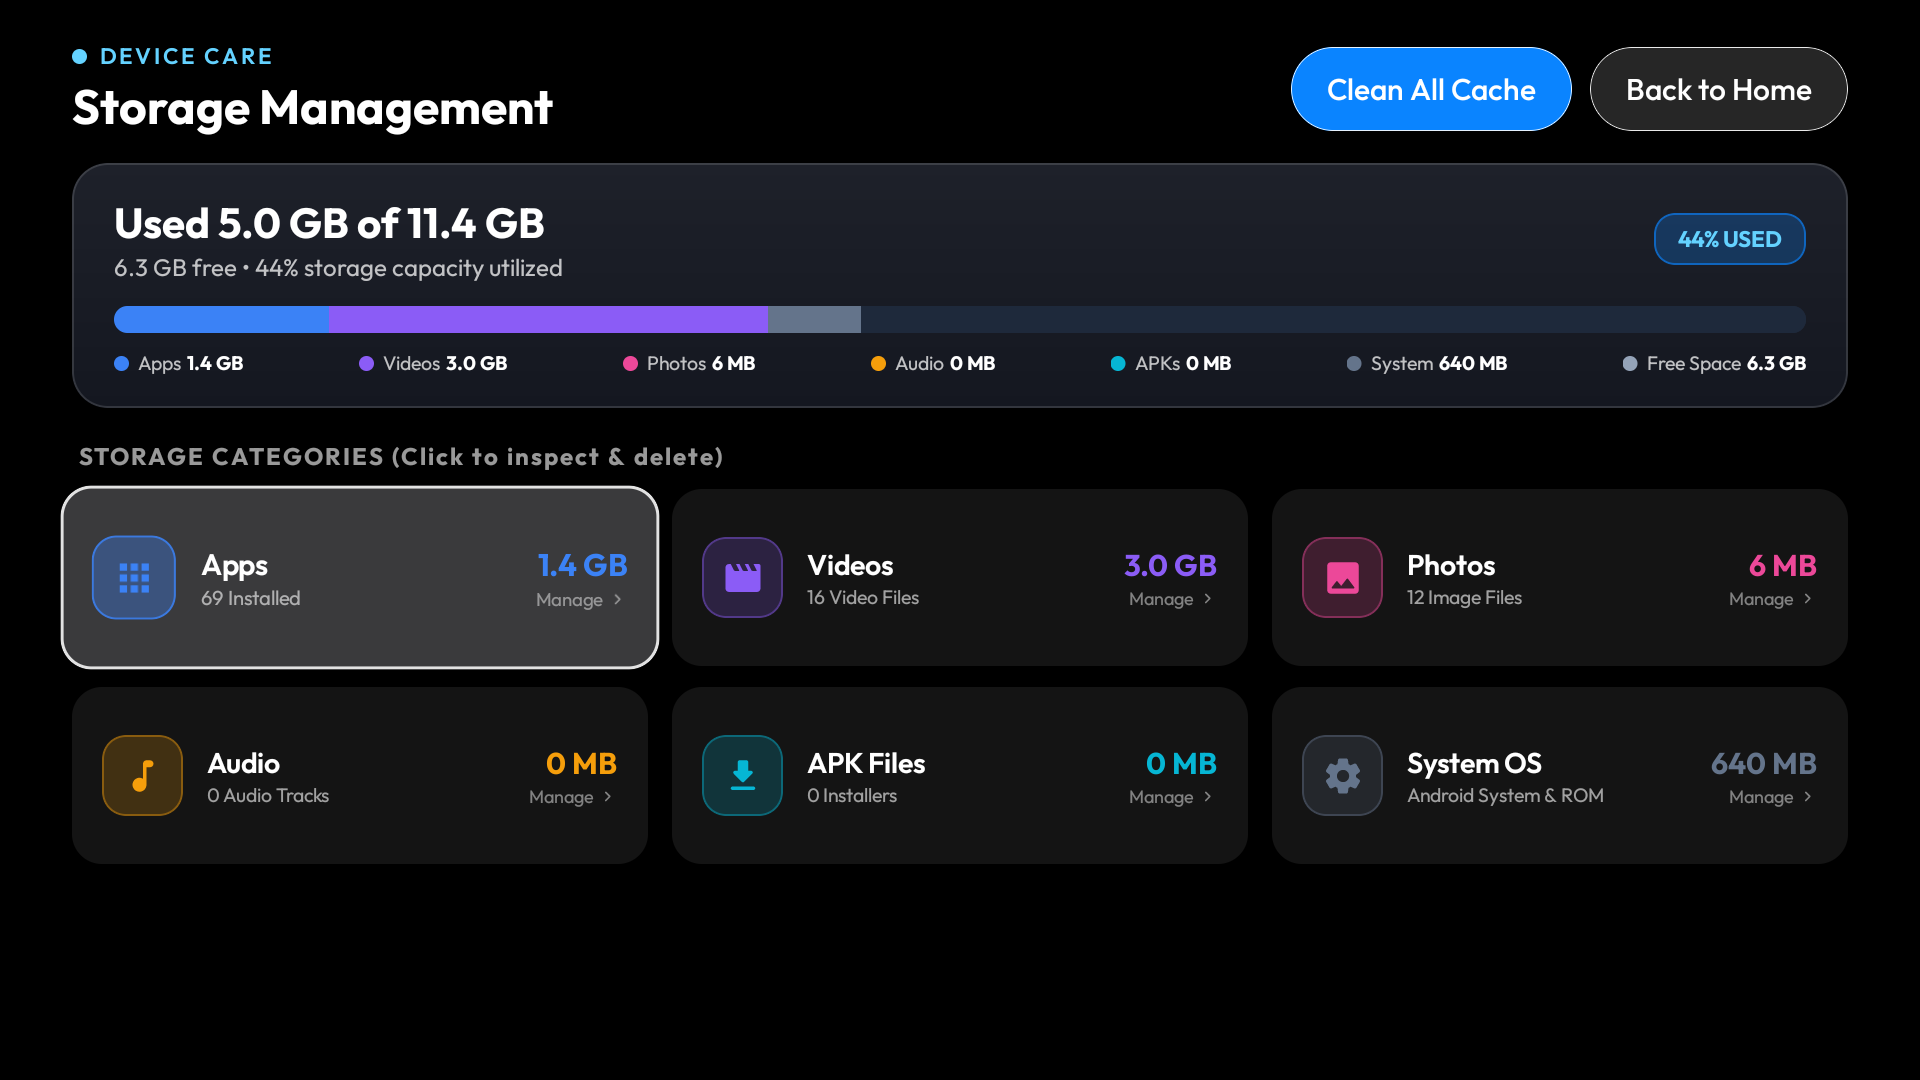 DEVICE CARE
Storage Management
Clean All Cache
Back to Home
Used 5.0 GB of 11.4 GB
6.3 GB free • 44% storage capacity utilized
44% USED
Apps 1.4 GB
Videos 3.0 GB
Photos 6 MB
Audio 0 MB
APKs 0 MB
System 640 MB
Free Space 6.3 GB
STORAGE CATEGORIES (Click to inspect & delete)
Apps
69 Installed
1.4 GB
Manage
Videos
16 Video Files
3.0 GB
Manage
Photos
12 Image Files
6 MB
Manage
Audio
0 Audio Tracks
0 MB
Manage
APK Files
0 Installers
0 MB
Manage
System OS
Android System & ROM
640 MB
Manage